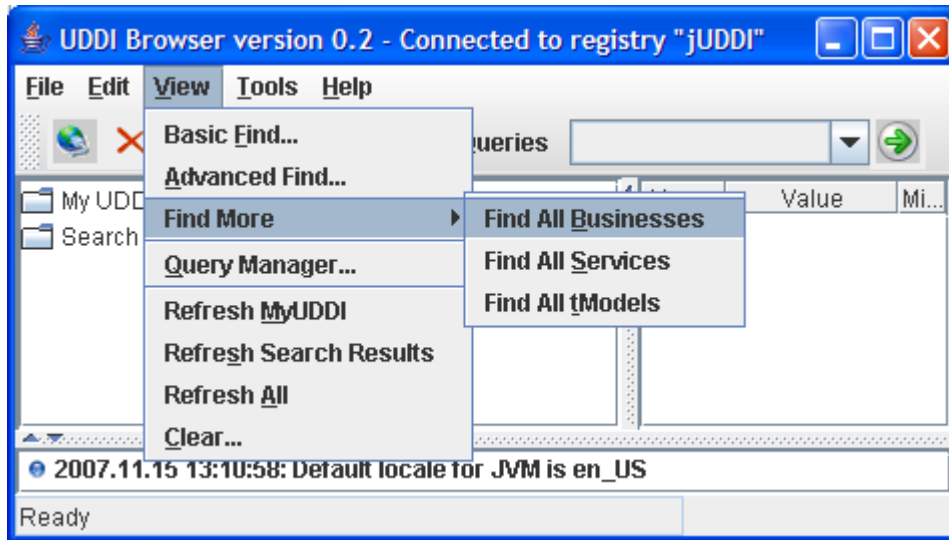 UDDI Browser version 0.2 - Connected to registry "jUDDI"
File Edit View Tools Help
Basic Find...
Advanced Find...
Find More
Query Manager...
Refresh MyUDDI
Refresh Search Results
Refresh All
Clear...
Find All Businesses
Find All Services
Find All tModels
My UDD
Search
Value Mi...
2007.11.15 13:10:58: Default locale for JVM is en_US
Ready